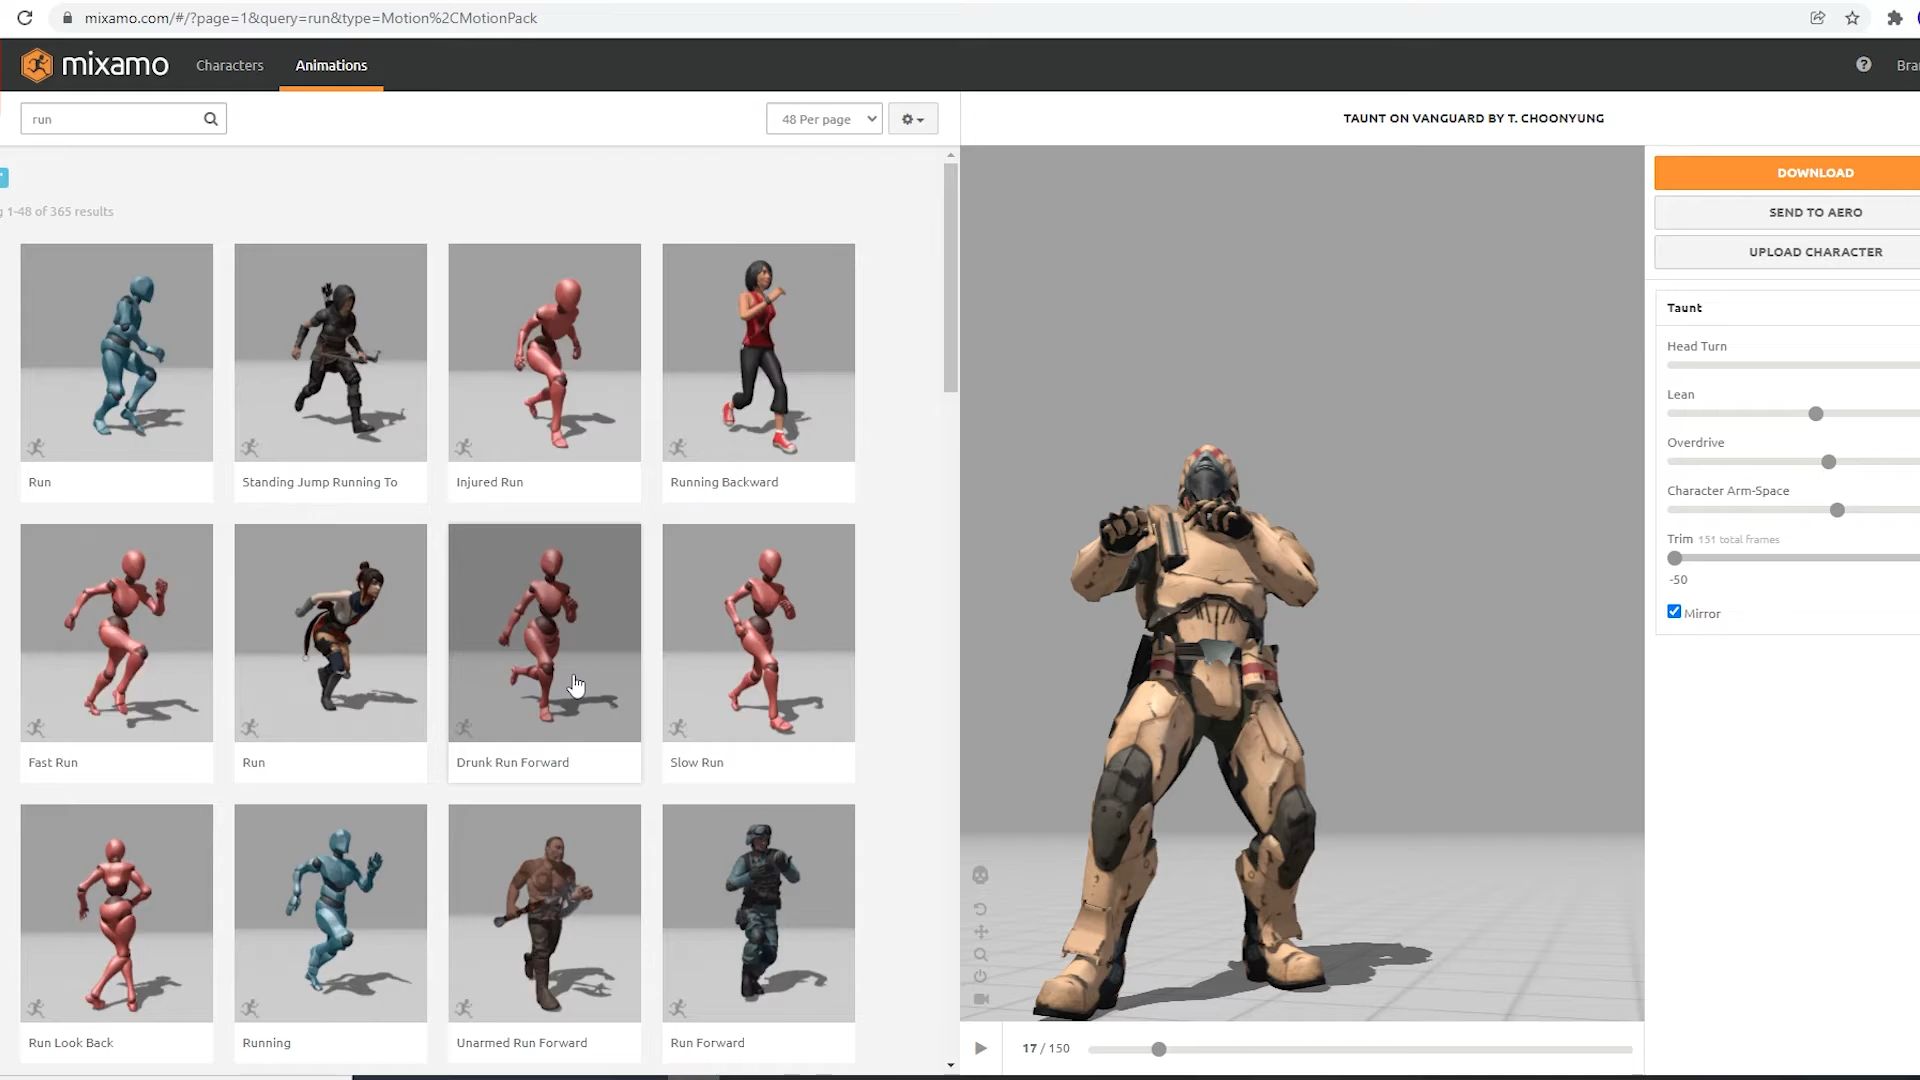 mixamo.com/#/?page=1&query=run&type=Motion%2CMotionPack
mixamo
Characters
Animations
Bra
run
48 Per page
TAUNT ON VANGUARD BY T. CHOONYUNG
1-48 of 365 results
DOWNLOAD
SEND TO AERO
UPLOAD CHARACTER
Taunt
Head Turn
Lean
Overdrive
Character Arm-Space
Trim 151 total frames
-50
Mirror
Run
Standing Jump Running To
Injured Run
Running Backward
Fast Run
Run
Drunk Run Forward
Slow Run
Run Look Back
Running
Unarmed Run Forward
Run Forward
17 / 150